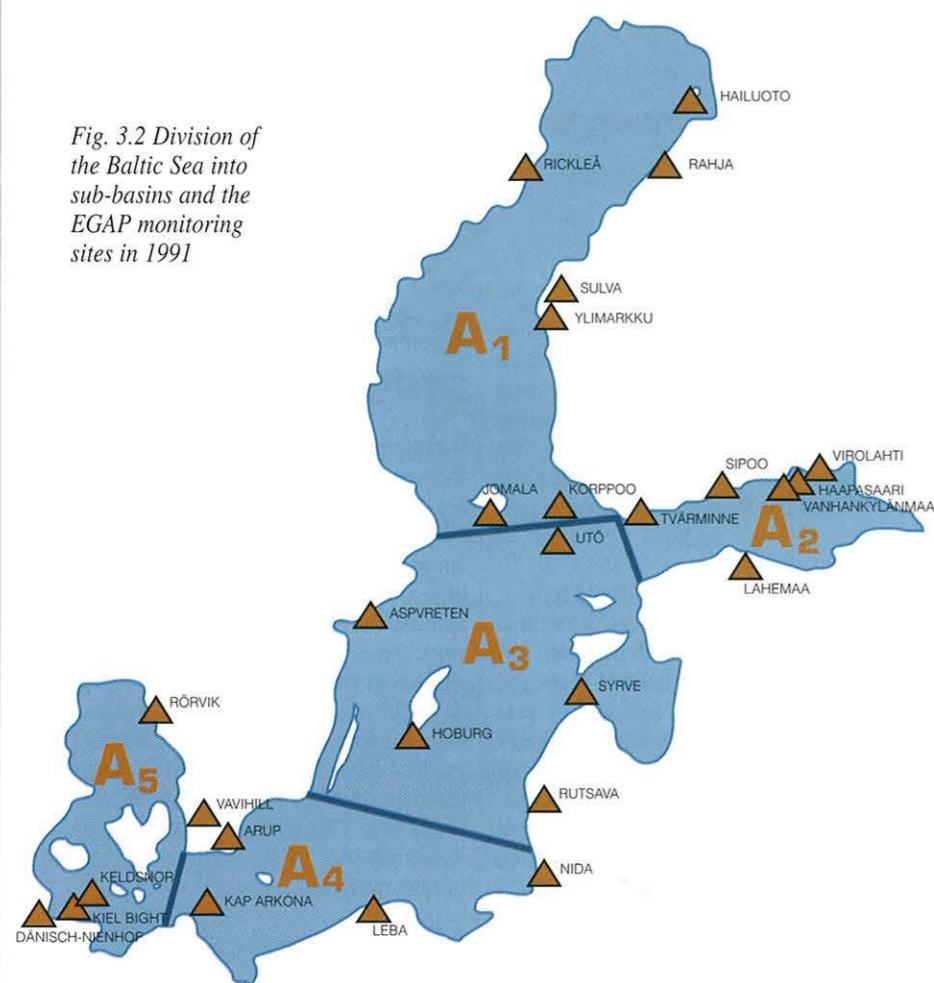 Fig. 3.2 Division of
the Baltic Sea into
sub-basins and the
EGAP monitoring
sites in 1991
HAILUOTO
RICKLEÅ
RAHJA
SULVA
YLIMARKKU
A1
VIROLAHTI
SIPOO
HAAPASAARI
JOMALA
KORPPOO
VANHANKYLÄNMAA
TVÄRMINNE
A2
UTÖ
LAHEMAA
ASPVRETEN
A3
SYRVE
RÖRVIK
HOBURG
A5
RUTSAVA
VAVIHILL
ARUP
NIDA
A4
KELDSNOR
KAP ARKONA
KIEL BIGHT
LEBA
DÄNISCH-NIENHOF